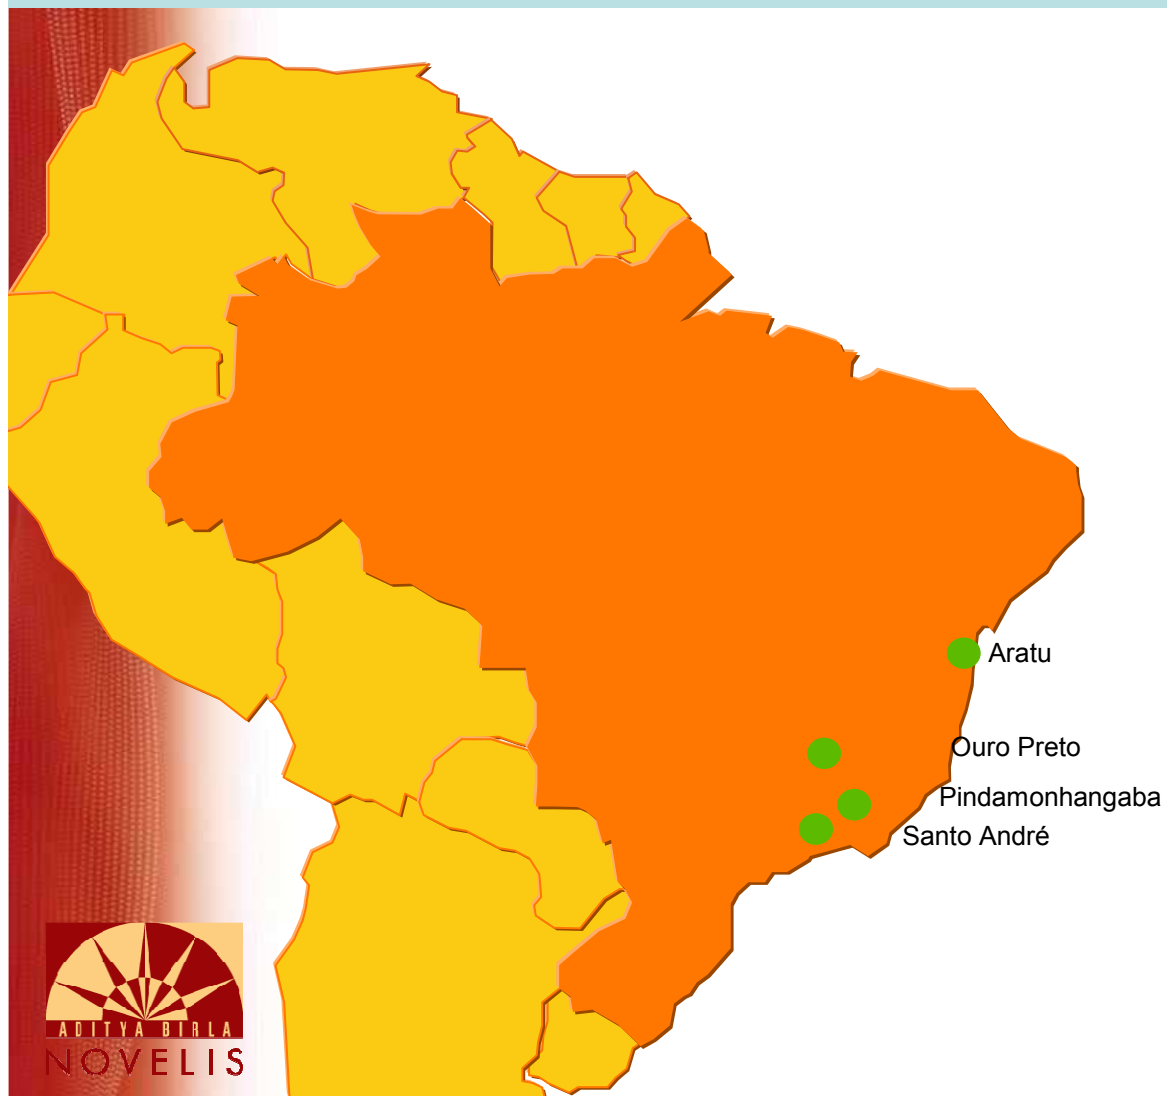 Aratu
Ouro Preto
Pindamonhangaba
Santo André
ADITYA BIRLA
NOVELIS